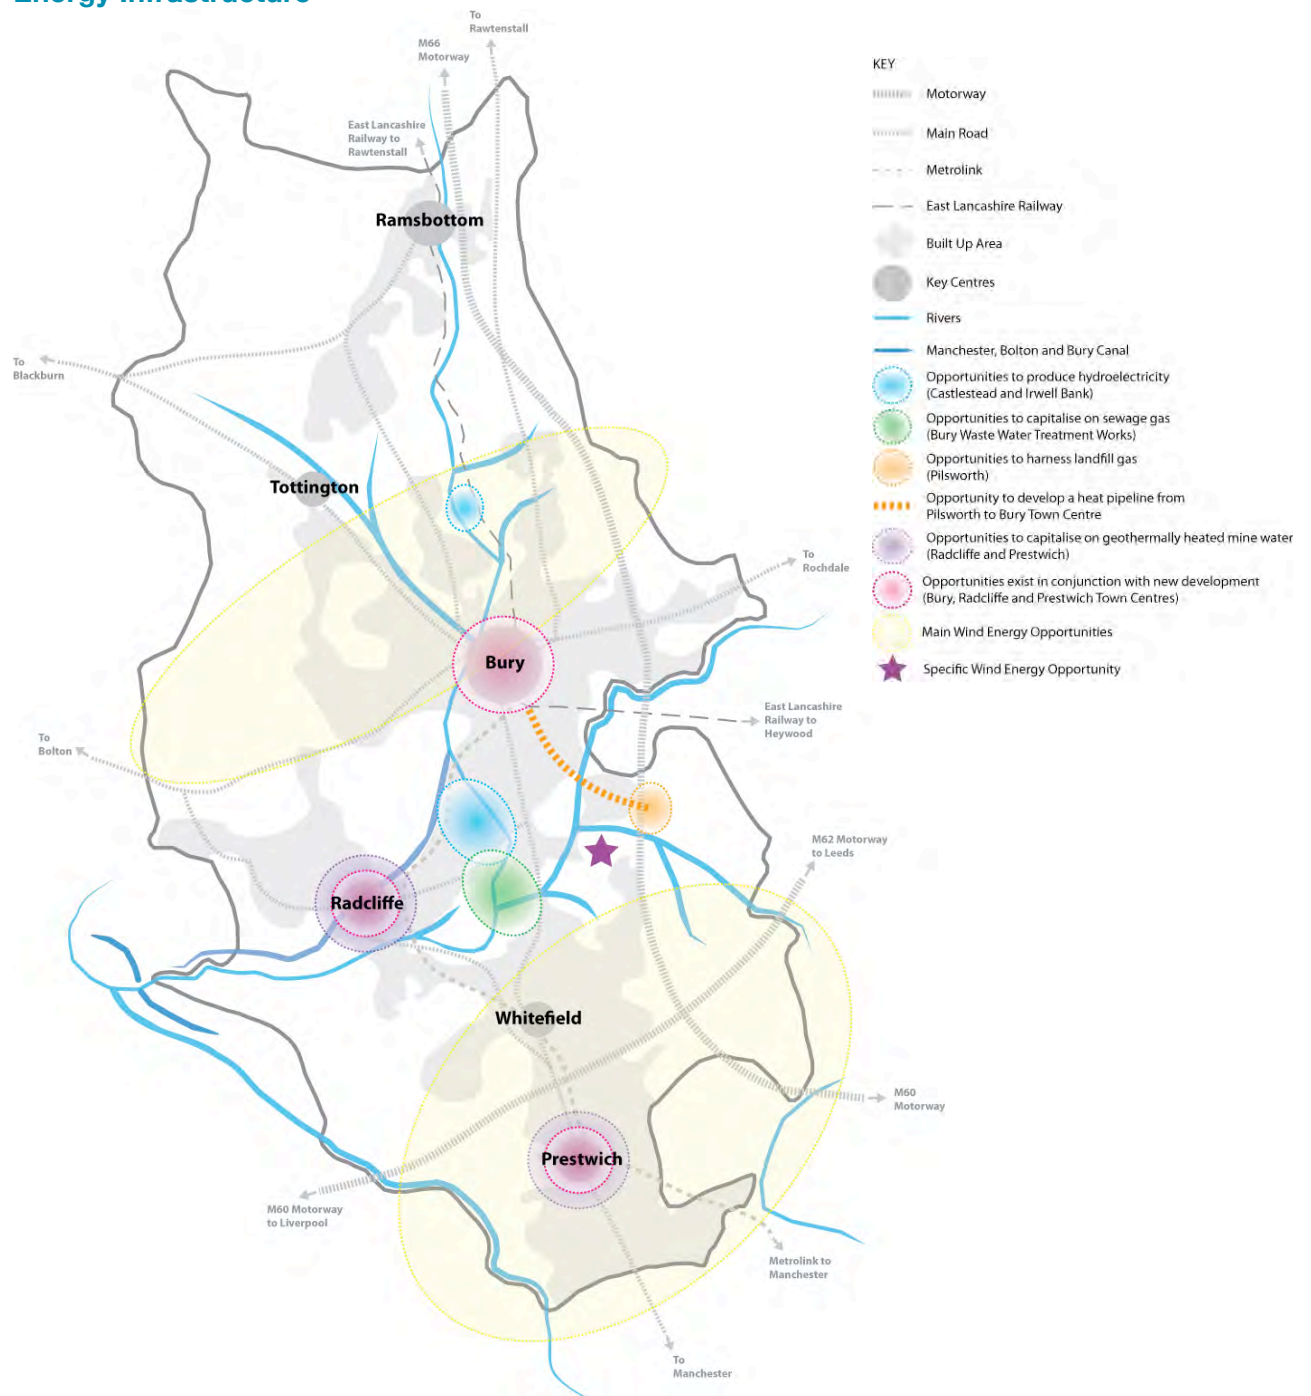 Energy Infrastructure
To
Rawtenstall
M66
Motorway
East Lancashire
Railway to
Rawtenstall
Ramsbottom
To
Blackburn
Tottington
To
Rochdale
Bury
East Lancashire
Railway to
Heywood
To
Bolton
M62 Motorway
to Leeds
Radcliffe
Whitefield
M60
Motorway
Prestwich
M60 Motorway
to Liverpool
Metrolink to
Manchester
To
Manchester
KEY
Motorway
Main Road
Metrolink
East Lancashire Railway
Built Up Area
Key Centres
Rivers
Manchester, Bolton and Bury Canal
Opportunities to produce hydroelectricity
(Castlestead and Irwell Bank)
Opportunities to capitalise on sewage gas
(Bury Waste Water Treatment Works)
Opportunities to harness landfill gas
(Pilsworth)
Opportunity to develop a heat pipeline from
Pilsworth to Bury Town Centre
Opportunities to capitalise on geothermally heated mine water
(Radcliffe and Prestwich)
Opportunities exist in conjunction with new development
(Bury, Radcliffe and Prestwich Town Centres)
Main Wind Energy Opportunities
Specific Wind Energy Opportunity